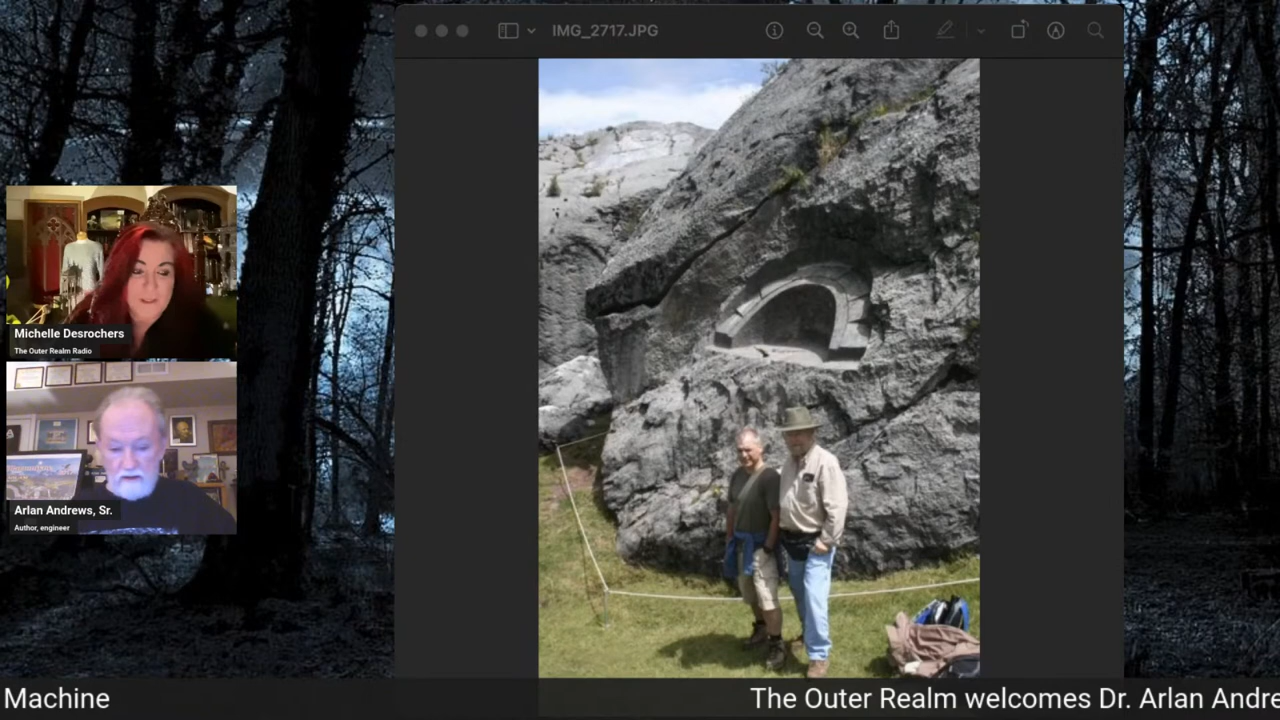 IMG_2717.JPG
Michelle Desrochers
The Outer Realm Radio
Arlan Andrews, Sr.
Author, engineer
Machine
The Outer Realm welcomes Dr. Arlan Andre